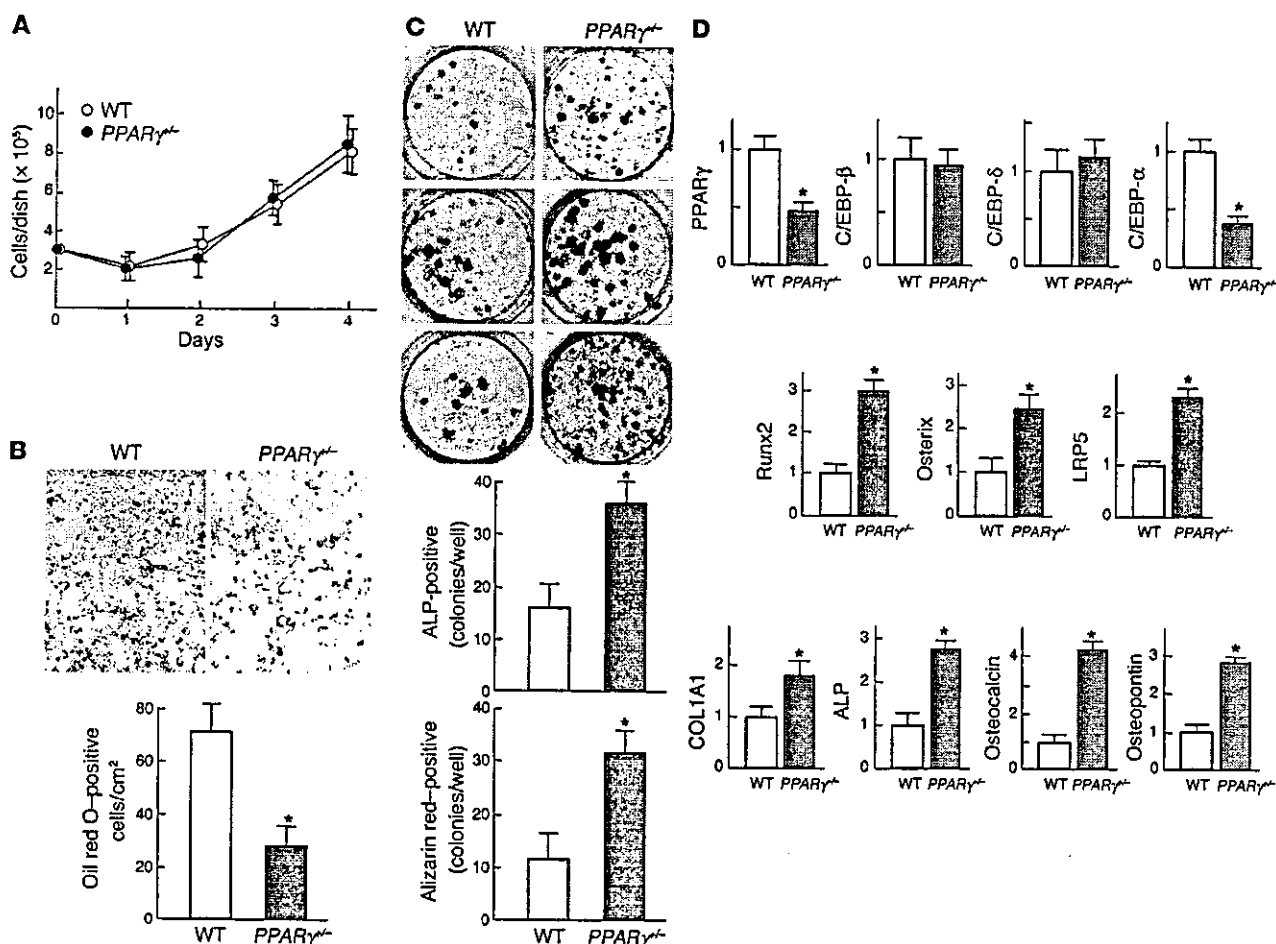 A
WT
PPARγ+/-
Cells/dish (× 10⁵)
10
8
6
4
2
0
1
2
3
4
Days
B
WT
PPARγ+/-
Oil red O–positive
cells/cm²
80
60
40
20
0
*
WT
PPARγ+/-
C
WT
PPARγ+/-
ALP-positive
(colonies/well)
40
30
20
10
0
*
Alizarin red–positive
(colonies/well)
40
30
20
10
0
*
WT
PPARγ+/-
D
PPARγ
1
0
*
WT PPARγ+/-
C/EBP-β
1
0
WT PPARγ+/-
C/EBP-δ
1
0
WT PPARγ+/-
C/EBP-α
1
0
*
WT PPARγ+/-
Runx2
3
2
1
0
*
WT PPARγ+/-
Osterix
3
2
1
0
*
WT PPARγ+/-
LRP5
2
1
0
*
WT PPARγ+/-
COL1A1
2
1
0
*
WT PPARγ+/-
ALP
3
2
1
0
*
WT PPARγ+/-
Osteocalcin
4
2
0
*
WT PPARγ+/-
Osteopontin
3
2
1
0
*
WT PPARγ+/-